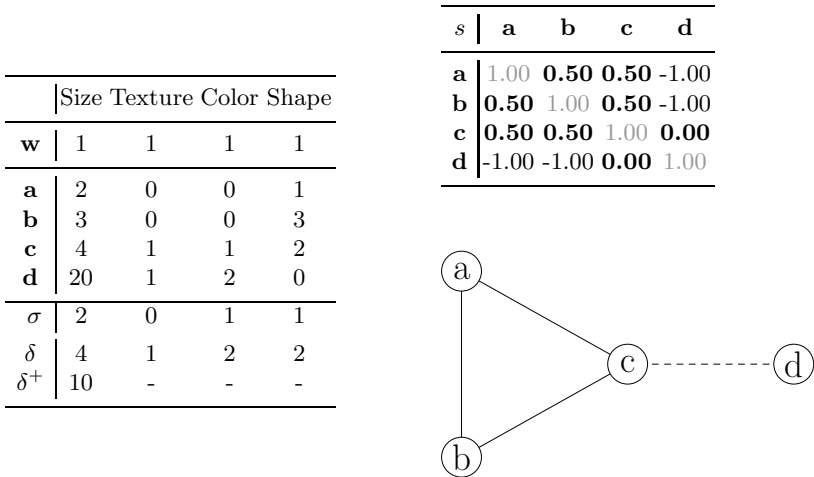 Size Texture Color Shape
w 1 1 1 1
a 2 0 0 1
b 3 0 0 3
c 4 1 1 2
d 20 1 2 0
σ 2 0 1 1
δ 4 1 2 2
δ+ 10 - - -
s a b c d
a 1.00 0.50 0.50 -1.00
b 0.50 1.00 0.50 -1.00
c 0.50 0.50 1.00 0.00
d -1.00 -1.00 0.00 1.00
a
c d
b